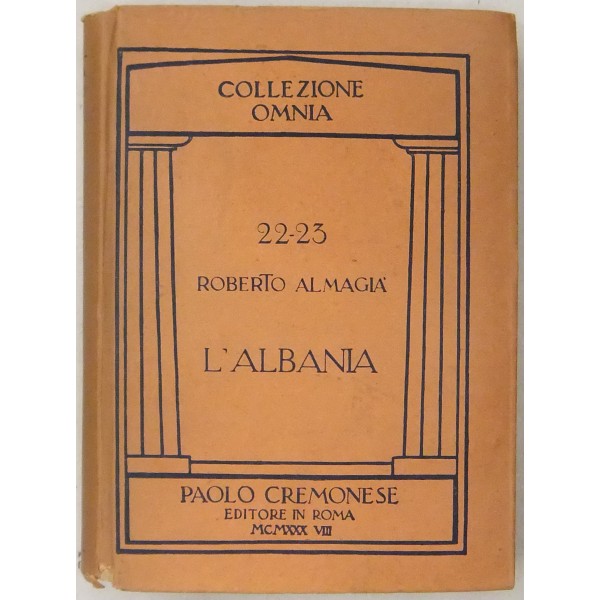 COLLEZIONE
OMNIA
22-23
ROBERTO ALMAGIA'
L'ALBANIA
PAOLO CREMONESE
EDITORE IN ROMA
MCMXXX VIII